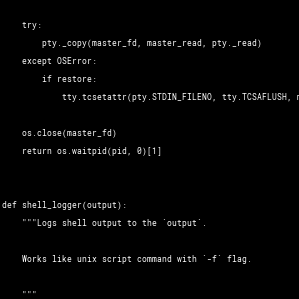 try:
pty._copy(master_fd, master_read, pty._read)
except OSError:
if restore:
tty.tcsetattr(pty.STDIN_FILENO, tty.TCSAFLUSH,
os.close(master_fd)
return os.waitpid(pid, 0)[1]
def shell_logger(output):
"""Logs shell output to the `output`.
Works like unix script command with `-f` flag.
"""